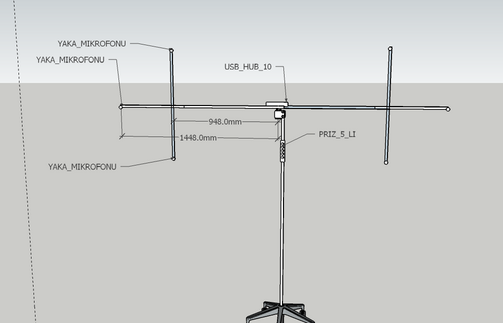 YAKA_MIKROFONU
YAKA_MIKROFONU
USB_HUB_10
948.0mm
1448.0mm
PRIZ_5_LI
YAKA_MIKROFONU